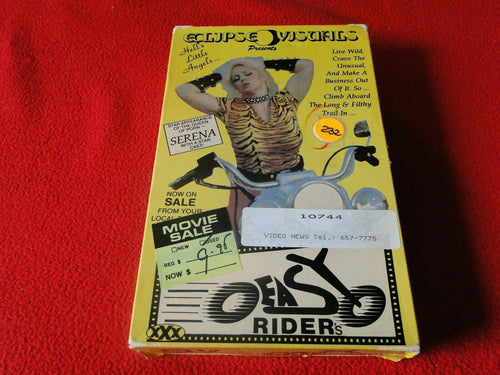 ECLIPSE VISUALS
Presents
Hell's
Little
Angels...
Live Wild,
Crave The
Unusual,
And Make A
Business Out
Of It. So ...
Climb Aboard
The Long & Filthy
Trail In ...
STAR APPEARANCE
OF THE QUEEN
OF PORN
SERENA
WITH A STAR
CAST!
232
NOW ON
SALE
FROM YOUR
LOCAL
10744
VIDEO NEWS Tel.: 657-7775
MOVIE
SALE
NEW USED
REG $
NOW $ 9.95
EASY
RIDERS
XXX